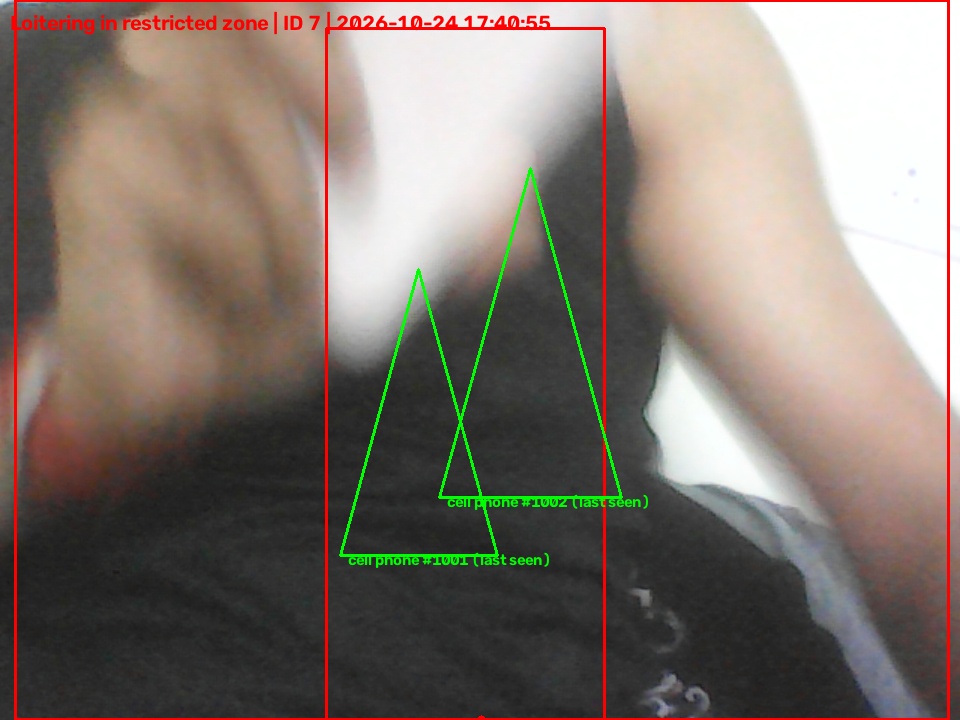 Loitering in restricted zone | ID 7 | 2026-10-24 17:40:55
cell phone #1002 (last seen)
cell phone #1001 (last seen)